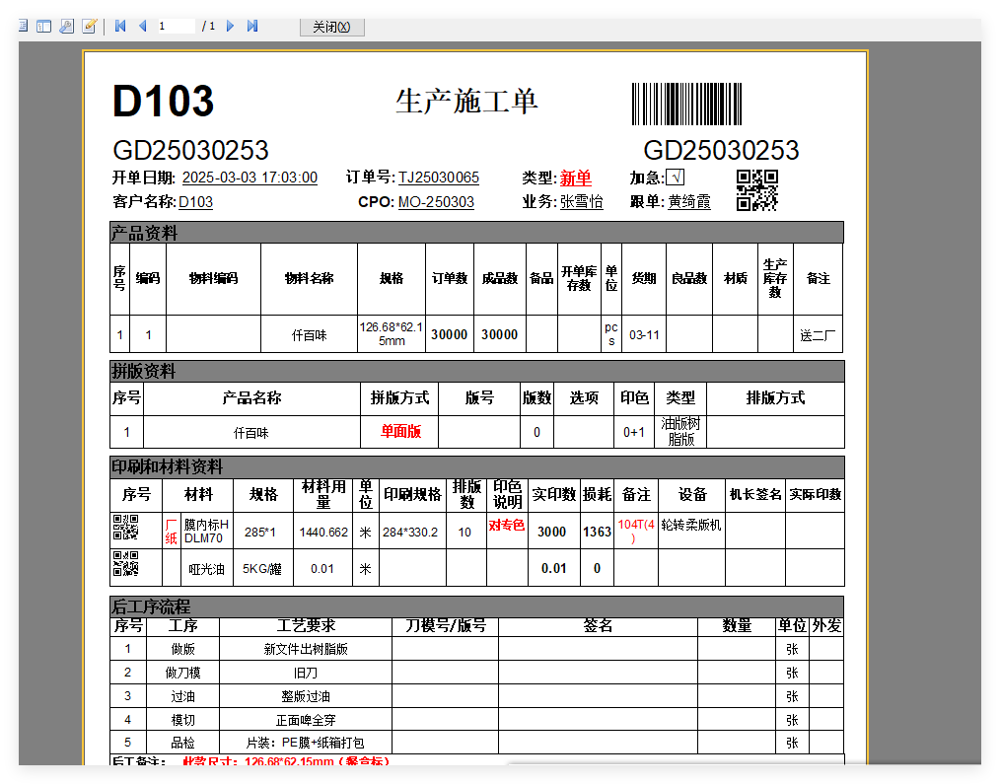 1 / 1 关闭(X)
D103 生产施工单
GD25030253 GD25030253
开单日期: 2025-03-03 17:03:00 订单号: TJ25030065 类型: 新单 加急: √
客户名称: D103 CPO: MO-250303 业务: 张雪怡 跟单: 黄绮霞
产品资料
序号 编码 物料编码 物料名称 规格 订单数 成品数 备品 开单库存数 单位 货期 良品数 材质 生产库存数 备注
1 1 仟百味 126.68*62.15mm 30000 30000 pcs 03-11 送二厂
拼版资料
序号 产品名称 拼版方式 版号 版数 选项 印色 类型 排版方式
1 仟百味 单面版 0 0+1 油版树脂版
印刷和材料资料
序号 材料 规格 材料用量 单位 印刷规格 排版数 印色说明 实印数 损耗 备注 设备 机长签名 实际印数
厂纸 膜内标HDLM70 285*1 1440.662 米 284*330.2 10 对专色 3000 1363 104T(4) 轮转柔版机
哑光油 5KG/罐 0.01 米 0.01 0
后工序流程
序号 工序 工艺要求 刀模号/版号 签名 数量 单位 外发
1 做版 新文件出树脂版 张
2 做刀模 旧刀 张
3 过油 整版过油 张
4 模切 正面啤全穿 张
5 品检 片装：PE膜+纸箱打包 张
后工备注： 此款尺寸：126.68*62.15mm（餐盒标）